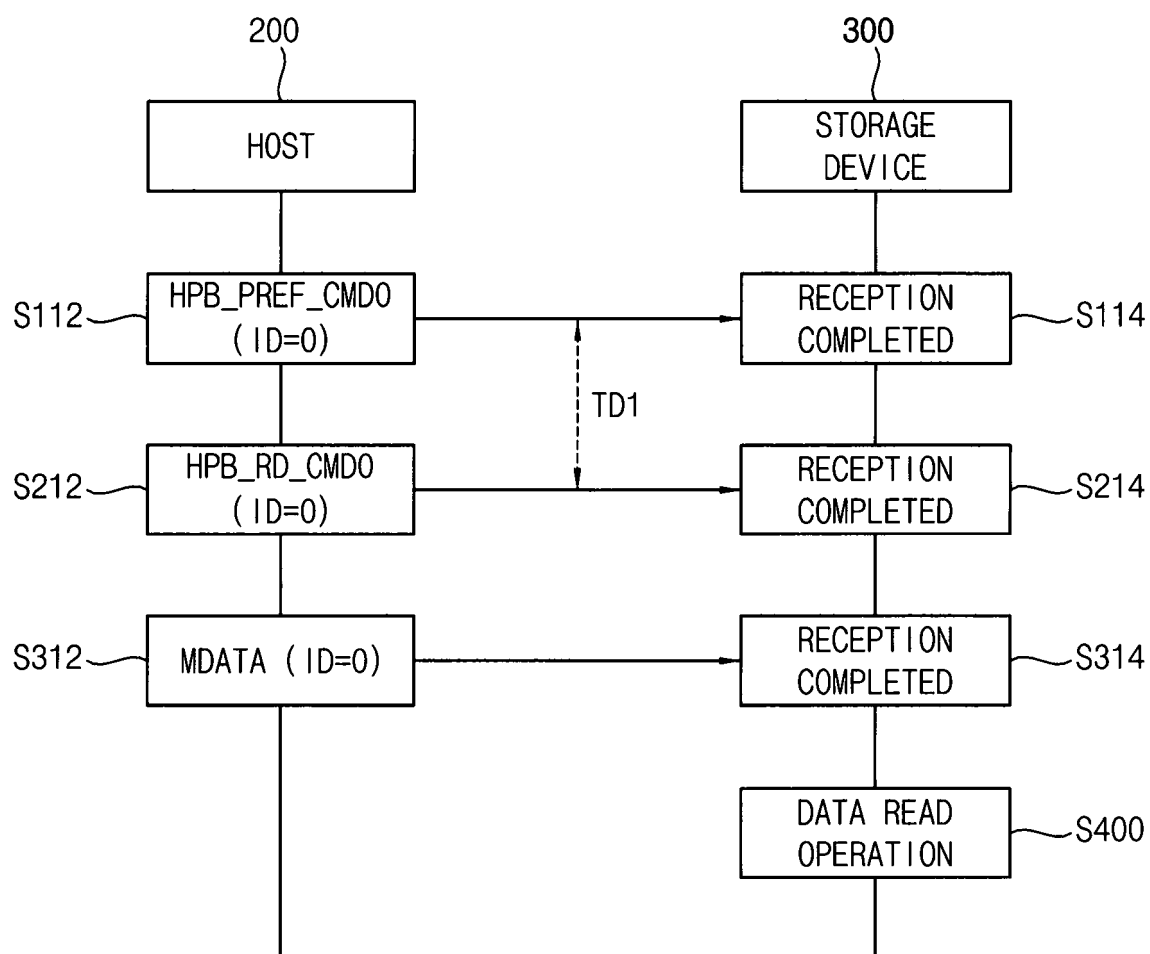 200
300
HOST
STORAGE
DEVICE
S112
HPB_PREF_CMD0
(ID=0)
RECEPTION
COMPLETED
S114
TD1
S212
HPB_RD_CMD0
(ID=0)
RECEPTION
COMPLETED
S214
S312
MDATA (ID=0)
RECEPTION
COMPLETED
S314
DATA READ
OPERATION
S400